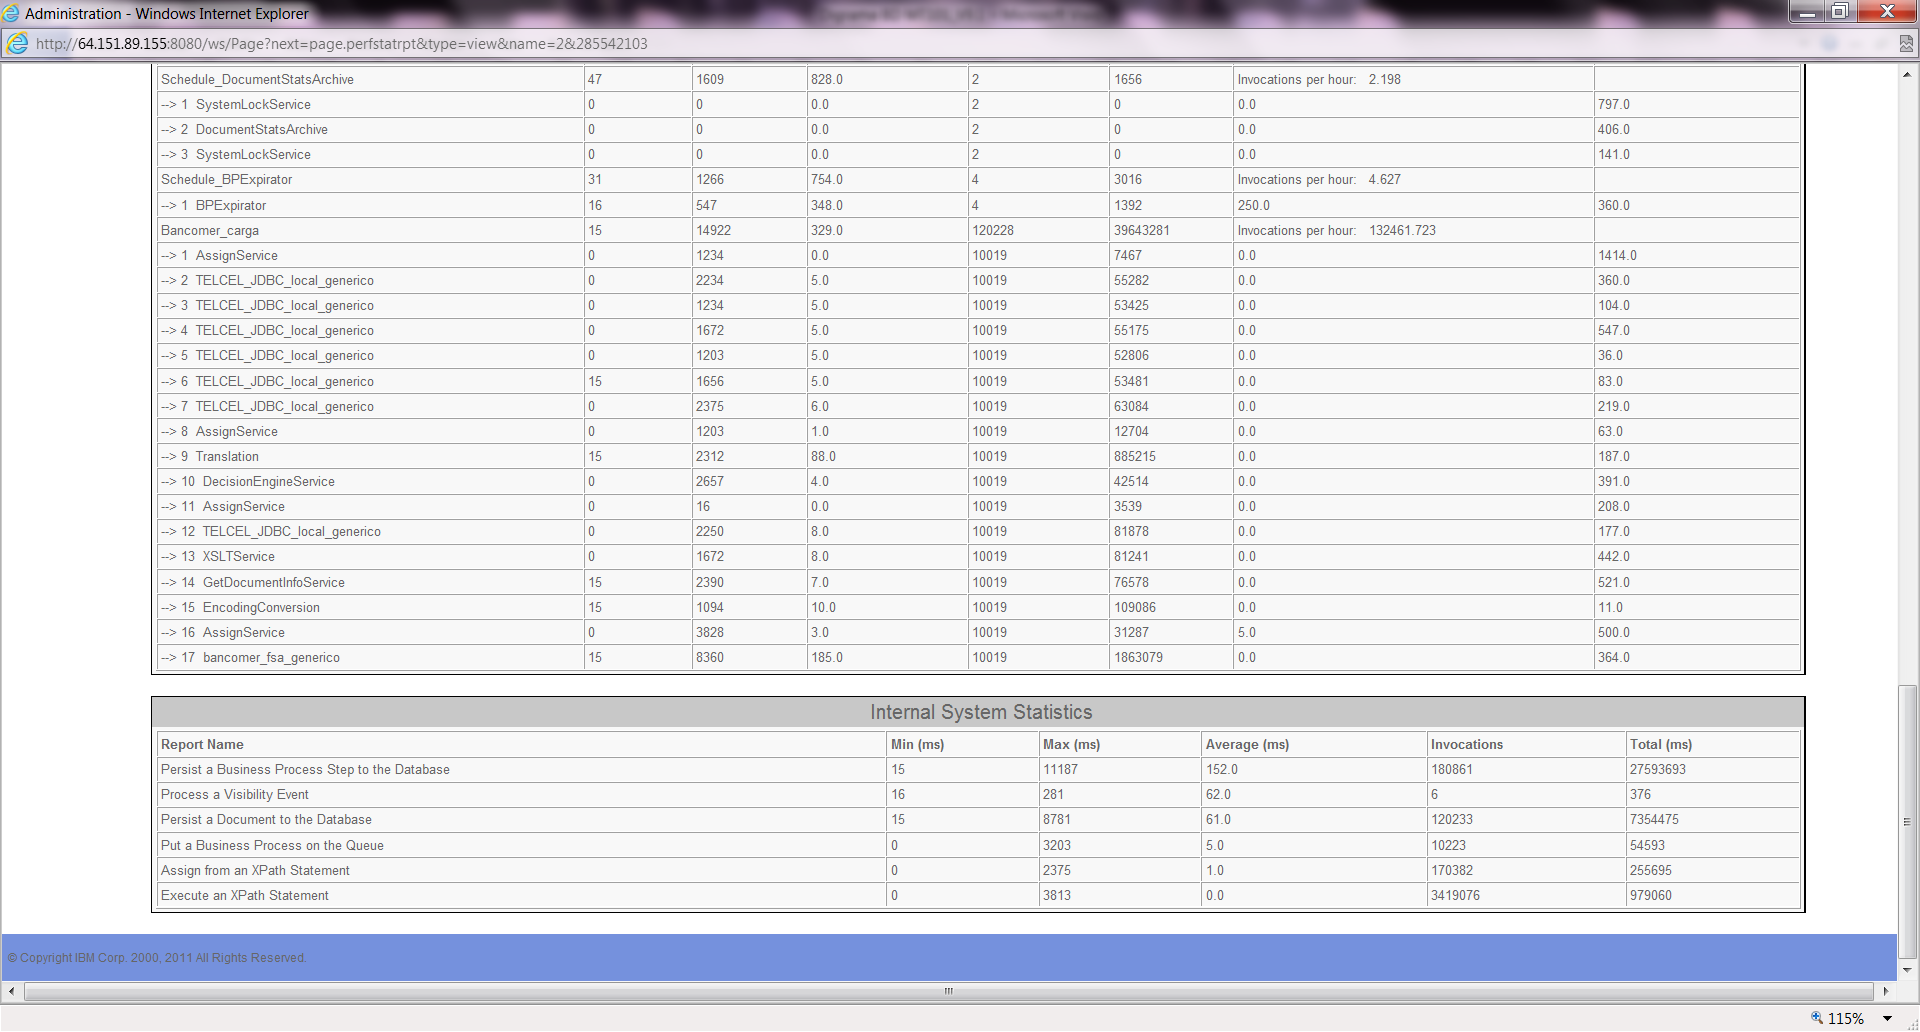 Administration - Windows Internet Explorer
http://64.151.89.155:8080/ws/Page?next=page.perfstatrpt&type=view&name=2&285542103
Schedule_DocumentStatsArchive 47 1609 828.0 2 1656 Invocations per hour: 2.198
--> 1 SystemLockService 0 0 0.0 2 0 0.0 797.0
--> 2 DocumentStatsArchive 0 0 0.0 2 0 0.0 406.0
--> 3 SystemLockService 0 0 0.0 2 0 0.0 141.0
Schedule_BPExpirator 31 1266 754.0 4 3016 Invocations per hour: 4.627
--> 1 BPExpirator 16 547 348.0 4 1392 250.0 360.0
Bancomer_carga 15 14922 329.0 120228 39643281 Invocations per hour: 132461.723
--> 1 AssignService 0 1234 0.0 10019 7467 0.0 1414.0
--> 2 TELCEL_JDBC_local_generico 0 2234 5.0 10019 55282 0.0 360.0
--> 3 TELCEL_JDBC_local_generico 0 1234 5.0 10019 53425 0.0 104.0
--> 4 TELCEL_JDBC_local_generico 0 1672 5.0 10019 55175 0.0 547.0
--> 5 TELCEL_JDBC_local_generico 0 1203 5.0 10019 52806 0.0 36.0
--> 6 TELCEL_JDBC_local_generico 15 1656 5.0 10019 53481 0.0 83.0
--> 7 TELCEL_JDBC_local_generico 0 2375 6.0 10019 63084 0.0 219.0
--> 8 AssignService 0 1203 1.0 10019 12704 0.0 63.0
--> 9 Translation 15 2312 88.0 10019 885215 0.0 187.0
--> 10 DecisionEngineService 0 2657 4.0 10019 42514 0.0 391.0
--> 11 AssignService 0 16 0.0 10019 3539 0.0 208.0
--> 12 TELCEL_JDBC_local_generico 0 2250 8.0 10019 81878 0.0 177.0
--> 13 XSLTService 0 1672 8.0 10019 81241 0.0 442.0
--> 14 GetDocumentInfoService 15 2390 7.0 10019 76578 0.0 521.0
--> 15 EncodingConversion 15 1094 10.0 10019 109086 0.0 11.0
--> 16 AssignService 0 3828 3.0 10019 31287 5.0 500.0
--> 17 bancomer_fsa_generico 15 8360 185.0 10019 1863079 0.0 364.0
Internal System Statistics
Report Name Min (ms) Max (ms) Average (ms) Invocations Total (ms)
Persist a Business Process Step to the Database 15 11187 152.0 180861 27593693
Process a Visibility Event 16 281 62.0 6 376
Persist a Document to the Database 15 8781 61.0 120233 7354475
Put a Business Process on the Queue 0 3203 5.0 10223 54593
Assign from an XPath Statement 0 2375 1.0 170382 255695
Execute an XPath Statement 0 3813 0.0 3419076 979060
© Copyright IBM Corp. 2000, 2011 All Rights Reserved.
115%